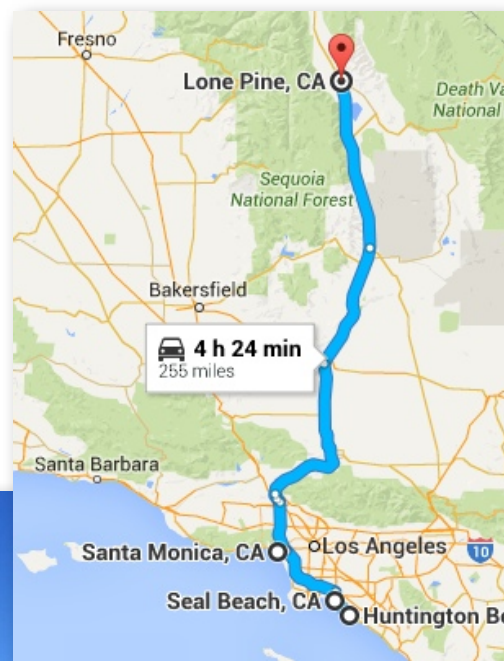 Fresno
Lone Pine, CA
Death Va
National
Sequoia
National Forest
Bakersfield
4 h 24 min
255 miles
Santa Barbara
Santa Monica, CA
Los Angeles
10
Seal Beach, CA
Huntington Be